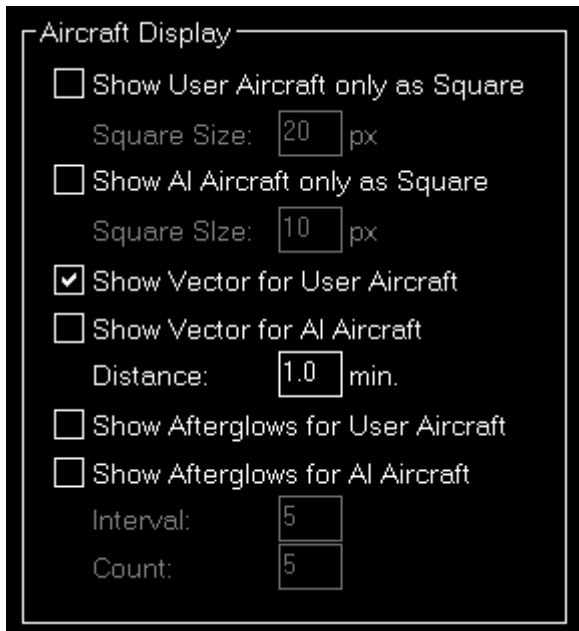 Aircraft Display
Show User Aircraft only as Square
Square Size: 20 px
Show AI Aircraft only as Square
Square SIze: 10 px
Show Vector for User Aircraft
Show Vector for AI Aircraft
Distance: 1.0 min.
Show Afterglows for User Aircraft
Show Afterglows for AI Aircraft
Interval: 5
Count: 5